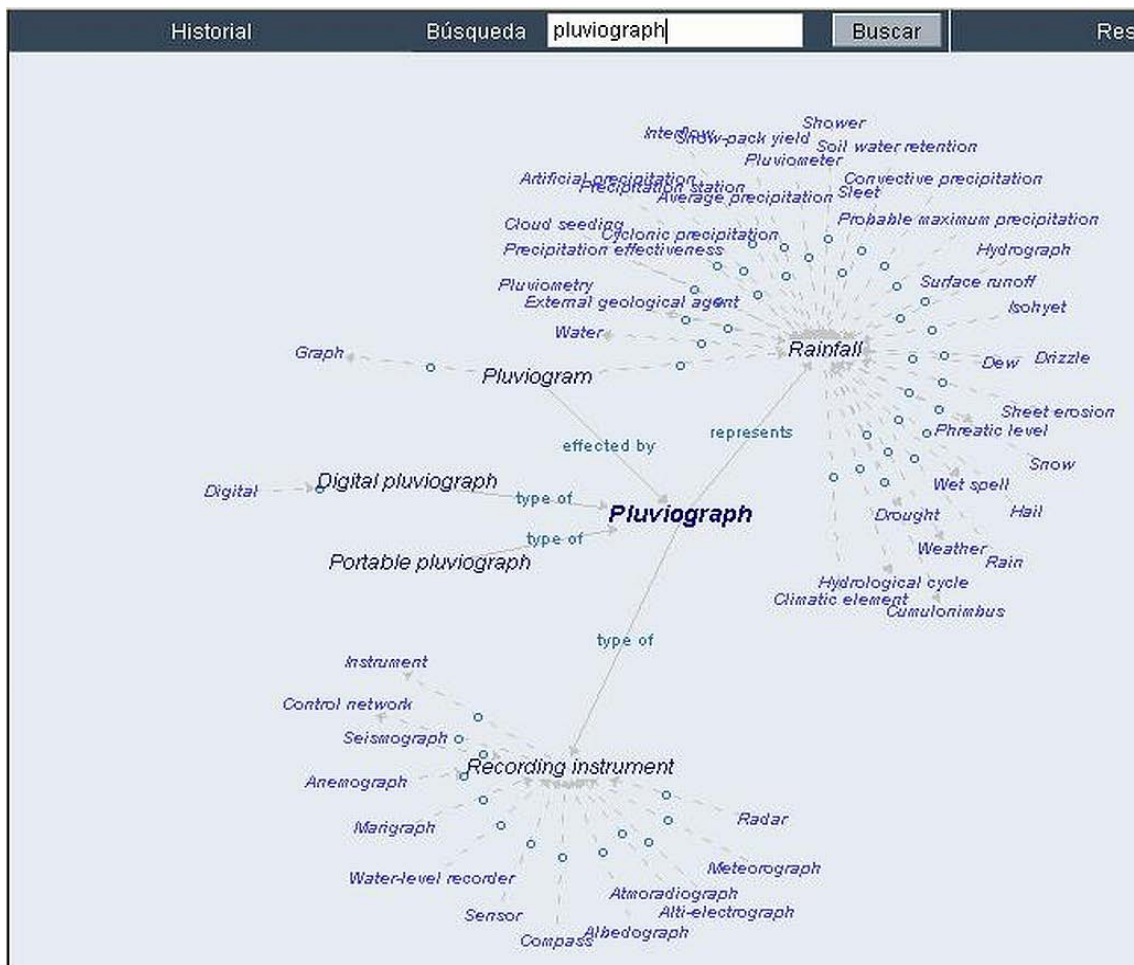 Historial
Búsqueda
pluviograph
Buscar
Res
Shower
Interflow
Snow-pack yield
Soil water retention
Pluviometer
Artificial precipitation
Precipitation station
Convective precipitation
Average precipitation
Sleet
Probable maximum precipitation
Cloud seeding
Cyclonic precipitation
Precipitation effectiveness
Hydrograph
Pluviometry
Surface runoff
External geological agent
Isohyet
Water
Rainfall
Graph
Dew
Drizzle
Pluviogram
Sheet erosion
effected by
represents
Phreatic level
Snow
Digital pluviograph
Digital
type of
Wet spell
Pluviograph
Drought
Hail
type of
Weather
Portable pluviograph
Rain
Hydrological cycle
Climatic element
Cumulonimbus
type of
Instrument
Control network
Seismograph
Recording instrument
Anemograph
Radar
Marigraph
Meteorograph
Water-level recorder
Atmoradiograph
Sensor
Alti-electrograph
Compass
Albedograph